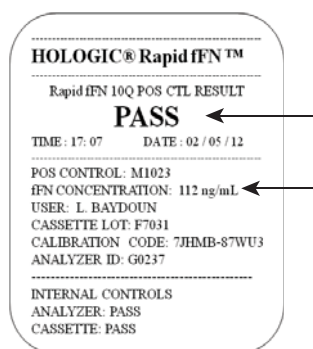 HOLOGIC® Rapid fFN™
Rapid fFN 10Q POS CTL RESULT
PASS
TIME : 17: 07 DATE : 02 / 05 / 12
POS CONTROL: M1023
fFN CONCENTRATION: 112 ng/mL
USER: L. BAYDOUN
CASSETTE LOT: F7031
CALIBRATION CODE: 7JHMB-87WU3
ANALYZER ID: G0237
INTERNAL CONTROLS
ANALYZER: PASS
CASSETTE: PASS